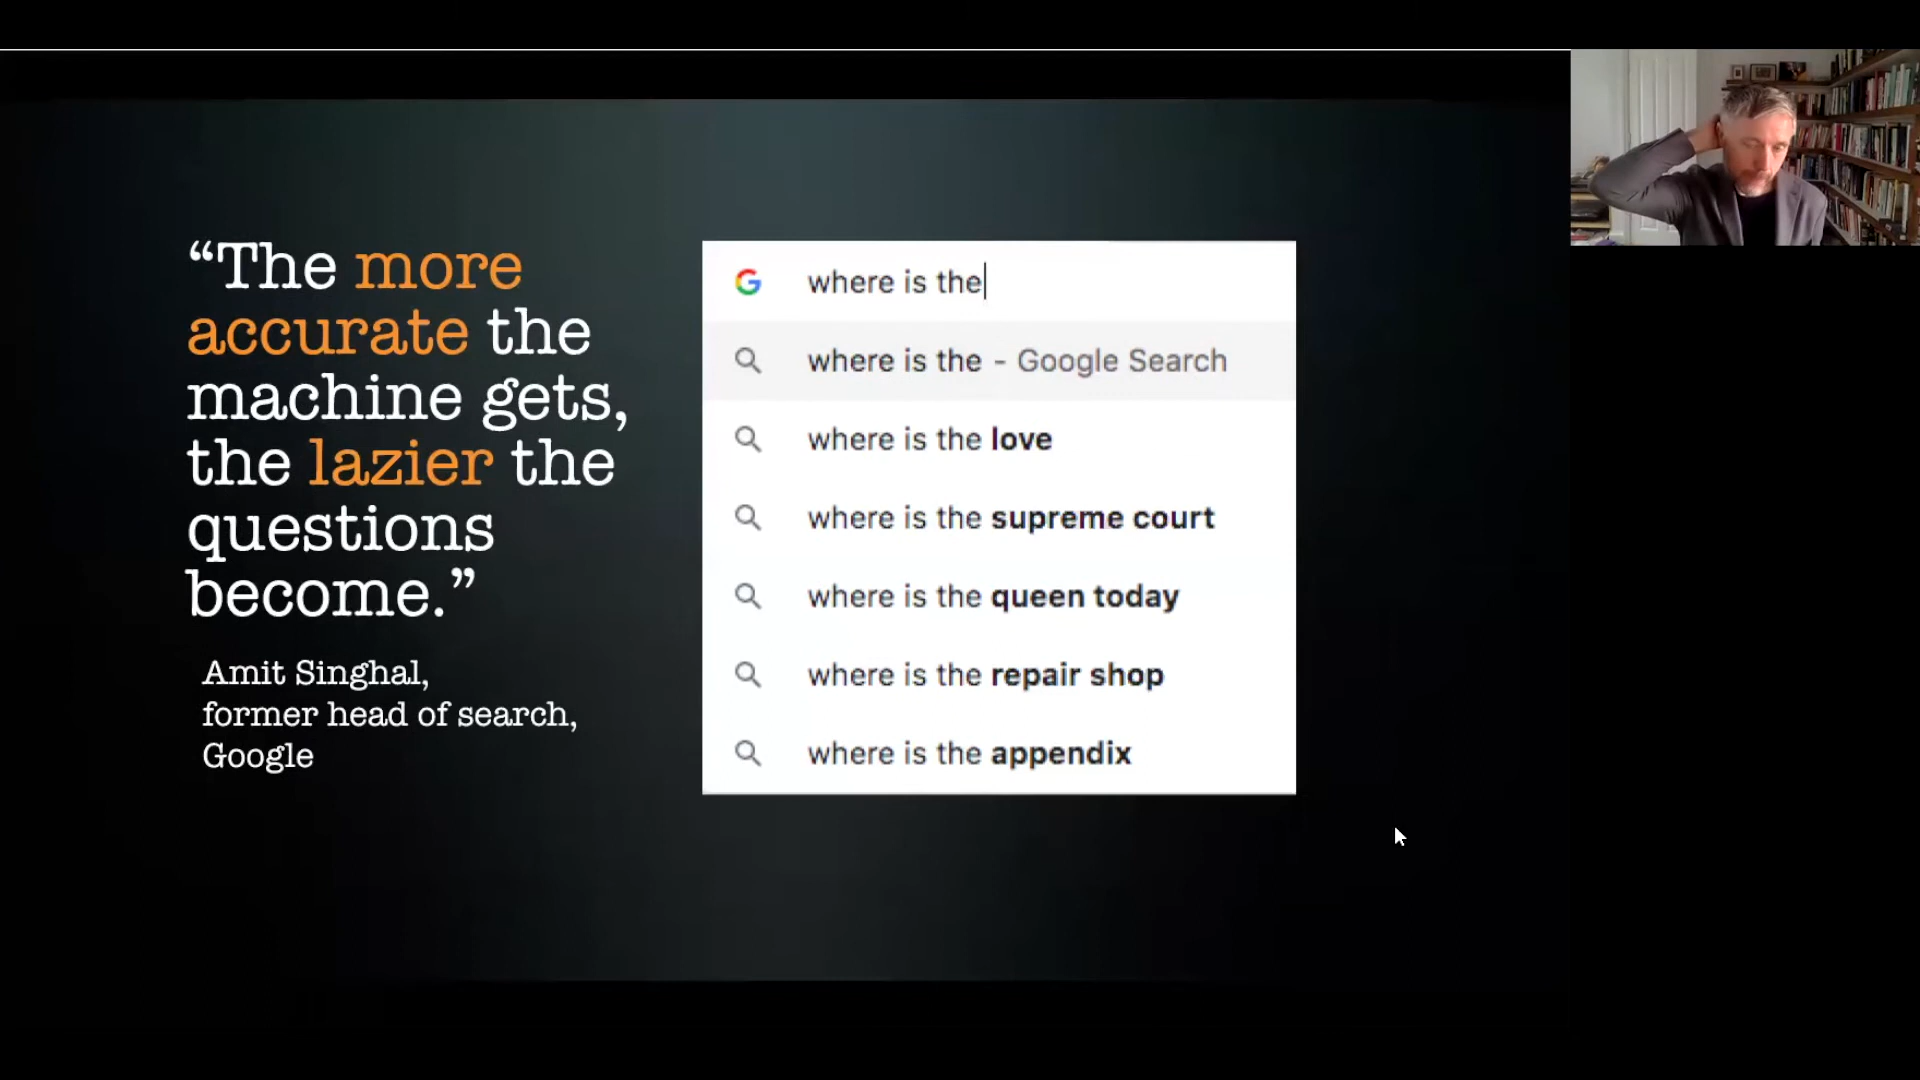 “The more
accurate the
machine gets,
the lazier the
questions
become.”
Amit Singhal,
former head of search,
Google
where is the
where is the - Google Search
where is the love
where is the supreme court
where is the queen today
where is the repair shop
where is the appendix